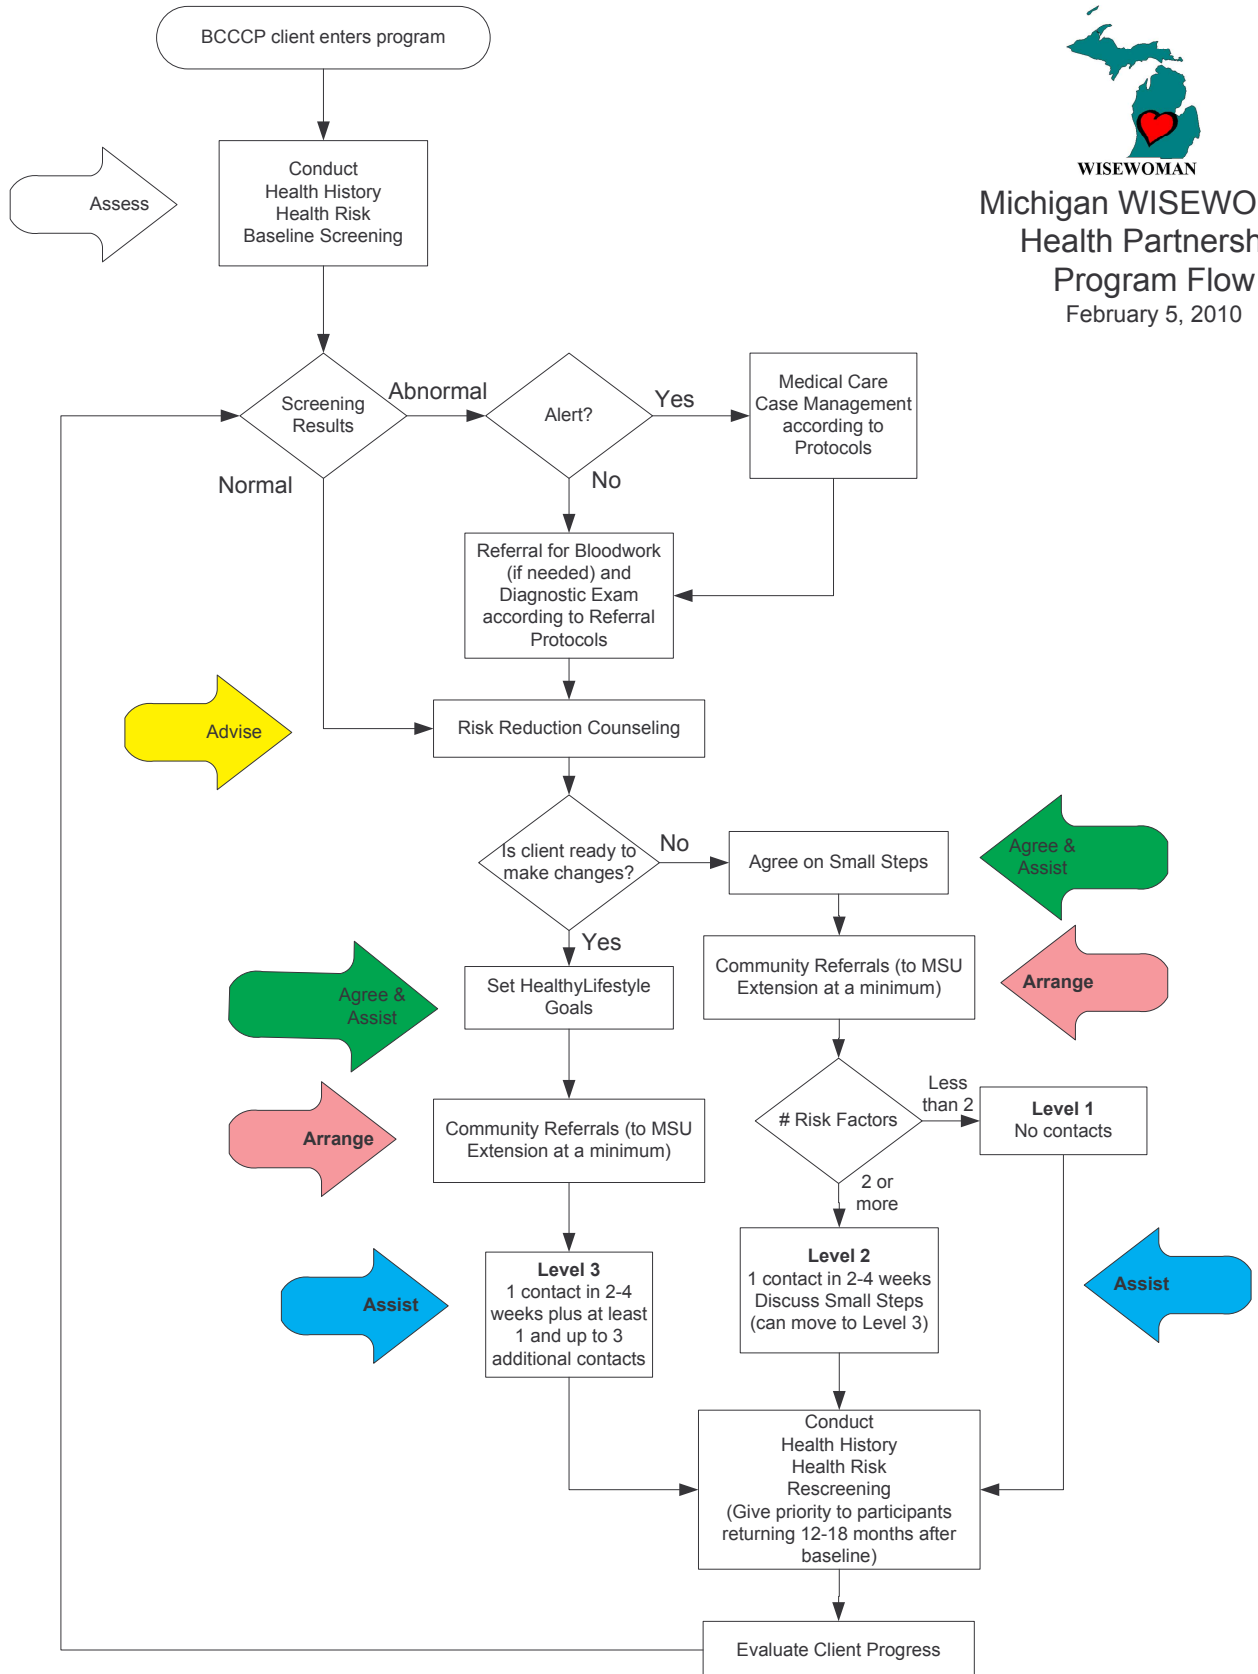 BCCCP client enters program
WISEWOMAN
Michigan WISEWO
Health Partnersh
Program Flow
February 5, 2010
Assess
Conduct
Health History
Health Risk
Baseline Screening
Screening
Results
Abnormal
Normal
Alert?
Yes
No
Medical Care
Case Management
according to
Protocols
Referral for Bloodwork
(if needed) and
Diagnostic Exam
according to Referral
Protocols
Advise
Risk Reduction Counseling
Is client ready to
make changes?
No
Yes
Agree on Small Steps
Agree &
Assist
Community Referrals (to MSU
Extension at a minimum)
Arrange
Agree &
Assist
Set HealthyLifestyle
Goals
# Risk Factors
Less
than 2
Level 1
No contacts
2 or
more
Arrange
Community Referrals (to MSU
Extension at a minimum)
Assist
Level 3
1 contact in 2-4
weeks plus at least
1 and up to 3
additional contacts
Level 2
1 contact in 2-4 weeks
Discuss Small Steps
(can move to Level 3)
Assist
Conduct
Health History
Health Risk
Rescreening
(Give priority to participants
returning 12-18 months after
baseline)
Evaluate Client Progress